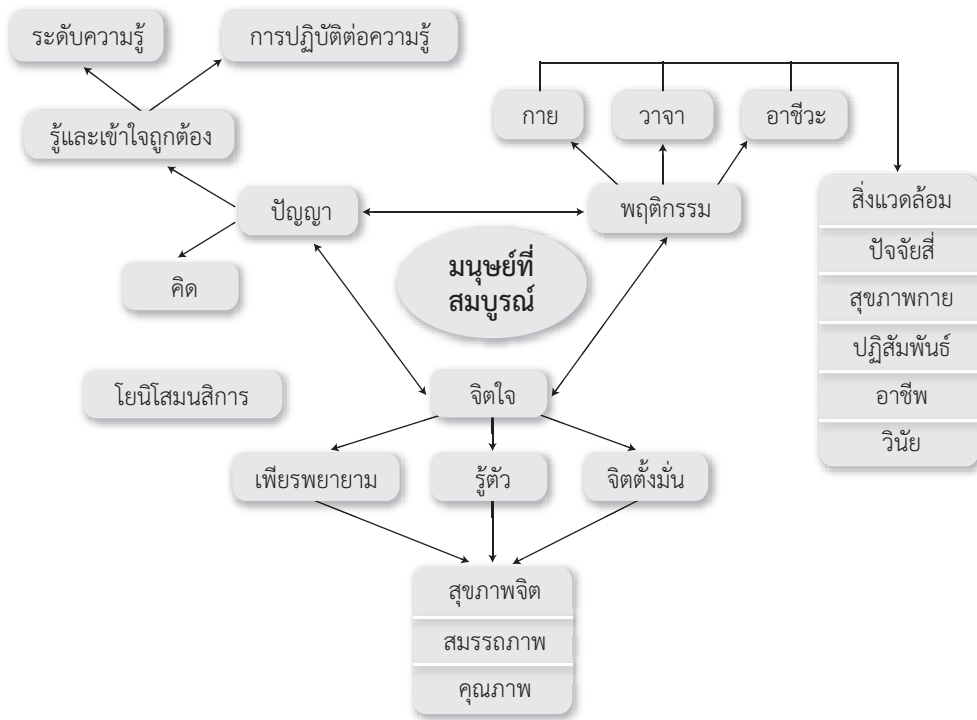 ระดับความรู้
การปฏิบัติต่อความรู้
รู้และเข้าใจถูกต้อง
กาย
วาจา
อาชีวะ
ปัญญา
พฤติกรรม
คิด
มนุษย์ที่
สมบูรณ์
สิ่งแวดล้อม
ปัจจัยสี่
สุขภาพกาย
ปฏิสัมพันธ์
อาชีพ
วินัย
โยนิโสมนสิการ
จิตใจ
เพียรพยายาม
รู้ตัว
จิตตั้งมั่น
สุขภาพจิต
สมรรถภาพ
คุณภาพ